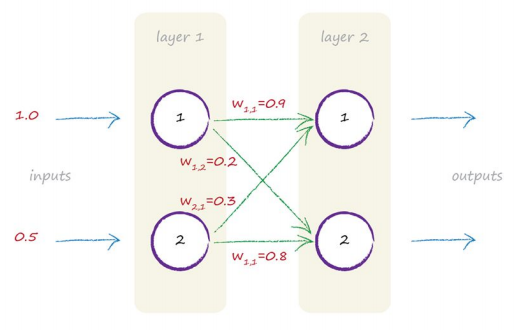 layer 1
layer 2
1.0
1
w1,1=0.9
1
w1,2=0.2
inputs
outputs
w2,1=0.3
0.5
2
w1,1=0.8
2